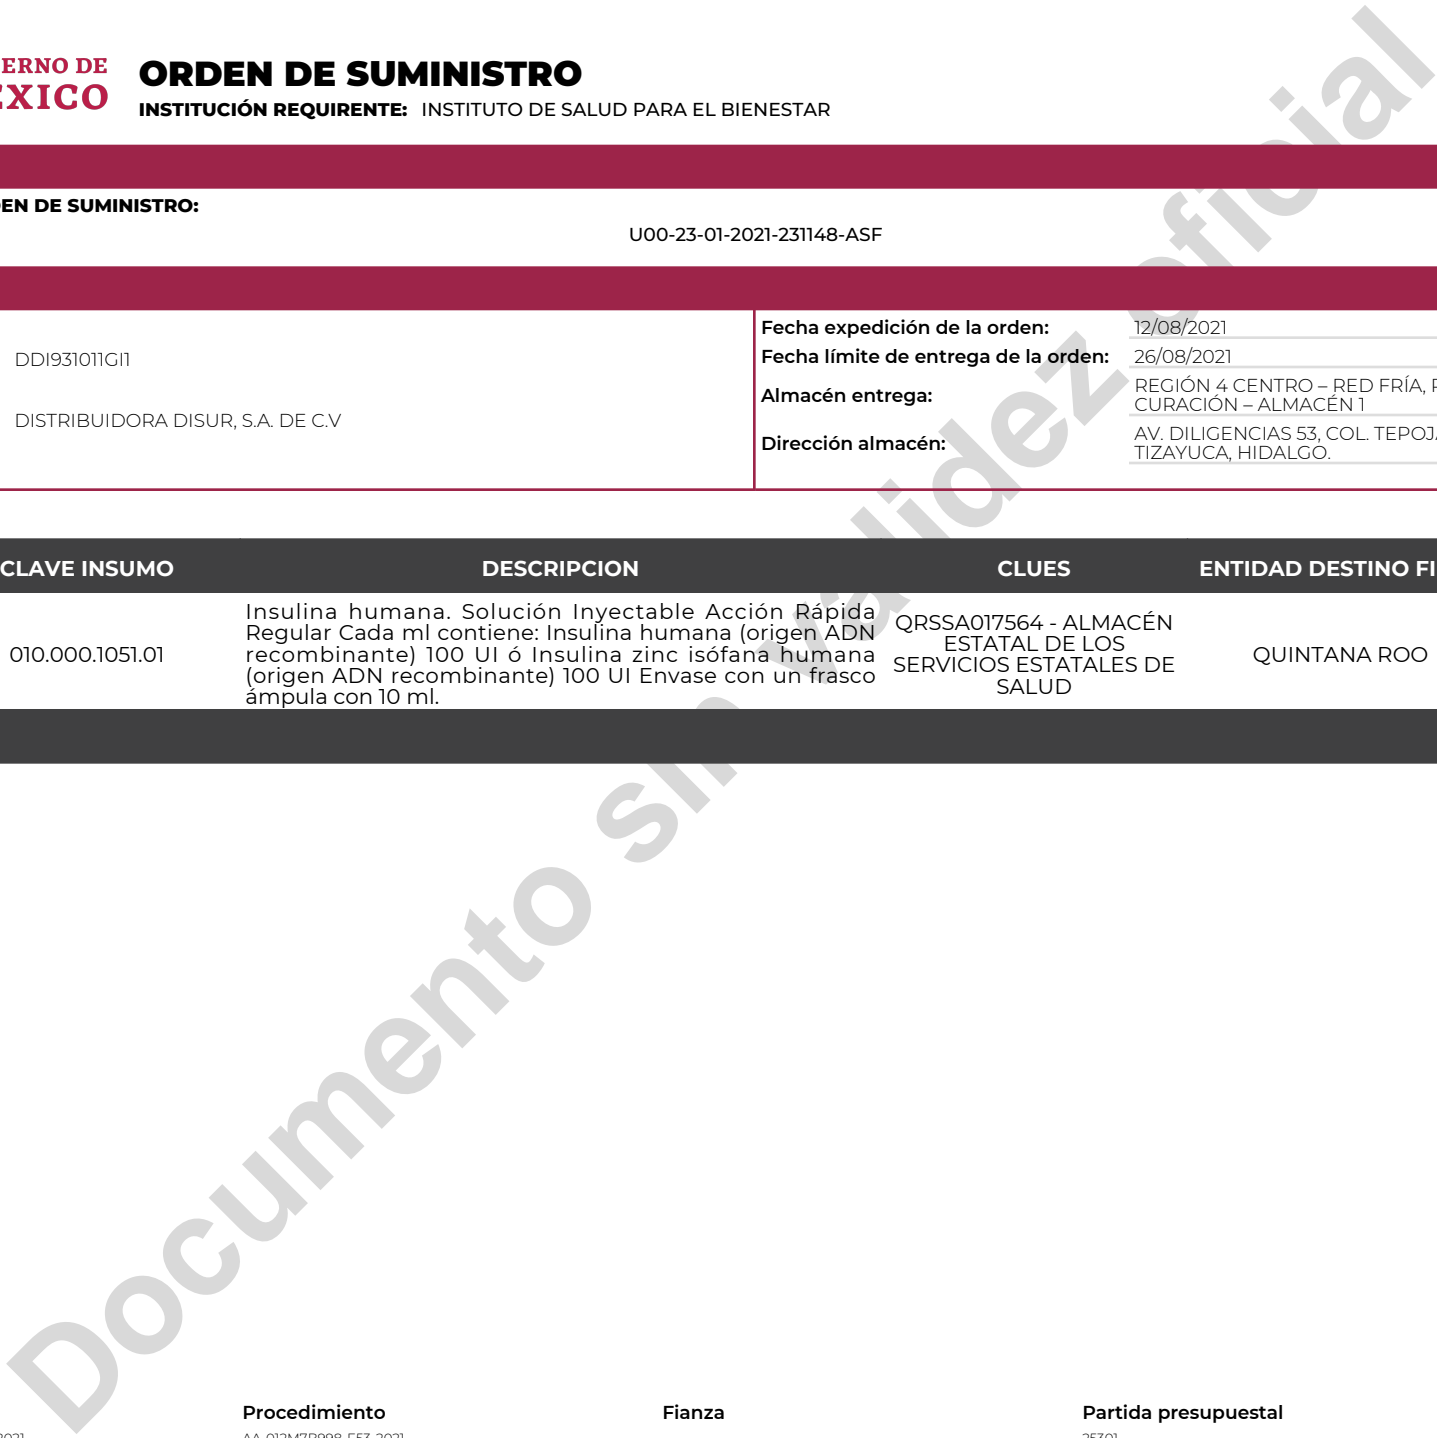 ERNO DE
ORDEN DE SUMINISTRO
INSTITUCIÓN REQUIRENTE: INSTITUTO DE SALUD PARA EL BIENESTAR
SUMINISTRO:
U00-23-01-2021-231148-ASF
DDI931011GI1
DISTRIBUIDORA DISUR, S.A. DE C.V
Fecha expedición de la orden: 12/08/2021
Fecha límite de entrega de la orden: 26/08/2021
Almacén entrega: REGIÓN 4 CENTRO – RED FRÍA,
CURACIÓN – ALMACÉN 1
Dirección almacén: AV. DILIGENCIAS 53, COL.
TIZAYUCA, HIDALGO.
CLAVE INSUMO DESCRIPCION CLUES ENTIDAD DESTINO
010.000.1051.01
Insulina humana. Solución Inyectable Acción Rápida
Regular Cada ml contiene: Insulina humana (origen ADN
recombinante) 100 UI ó Insulina zinc isófana humana
(origen ADN recombinante) 100 UI Envase con un frasco
ámpula con 10 ml.
QRSSA017564 - ALMACÉN
ESTATAL DE LOS
SERVICIOS ESTATALES DE
SALUD
QUINTANA ROO
Documento sin validez oficial
Procedimiento Fianza Partida presupuestal